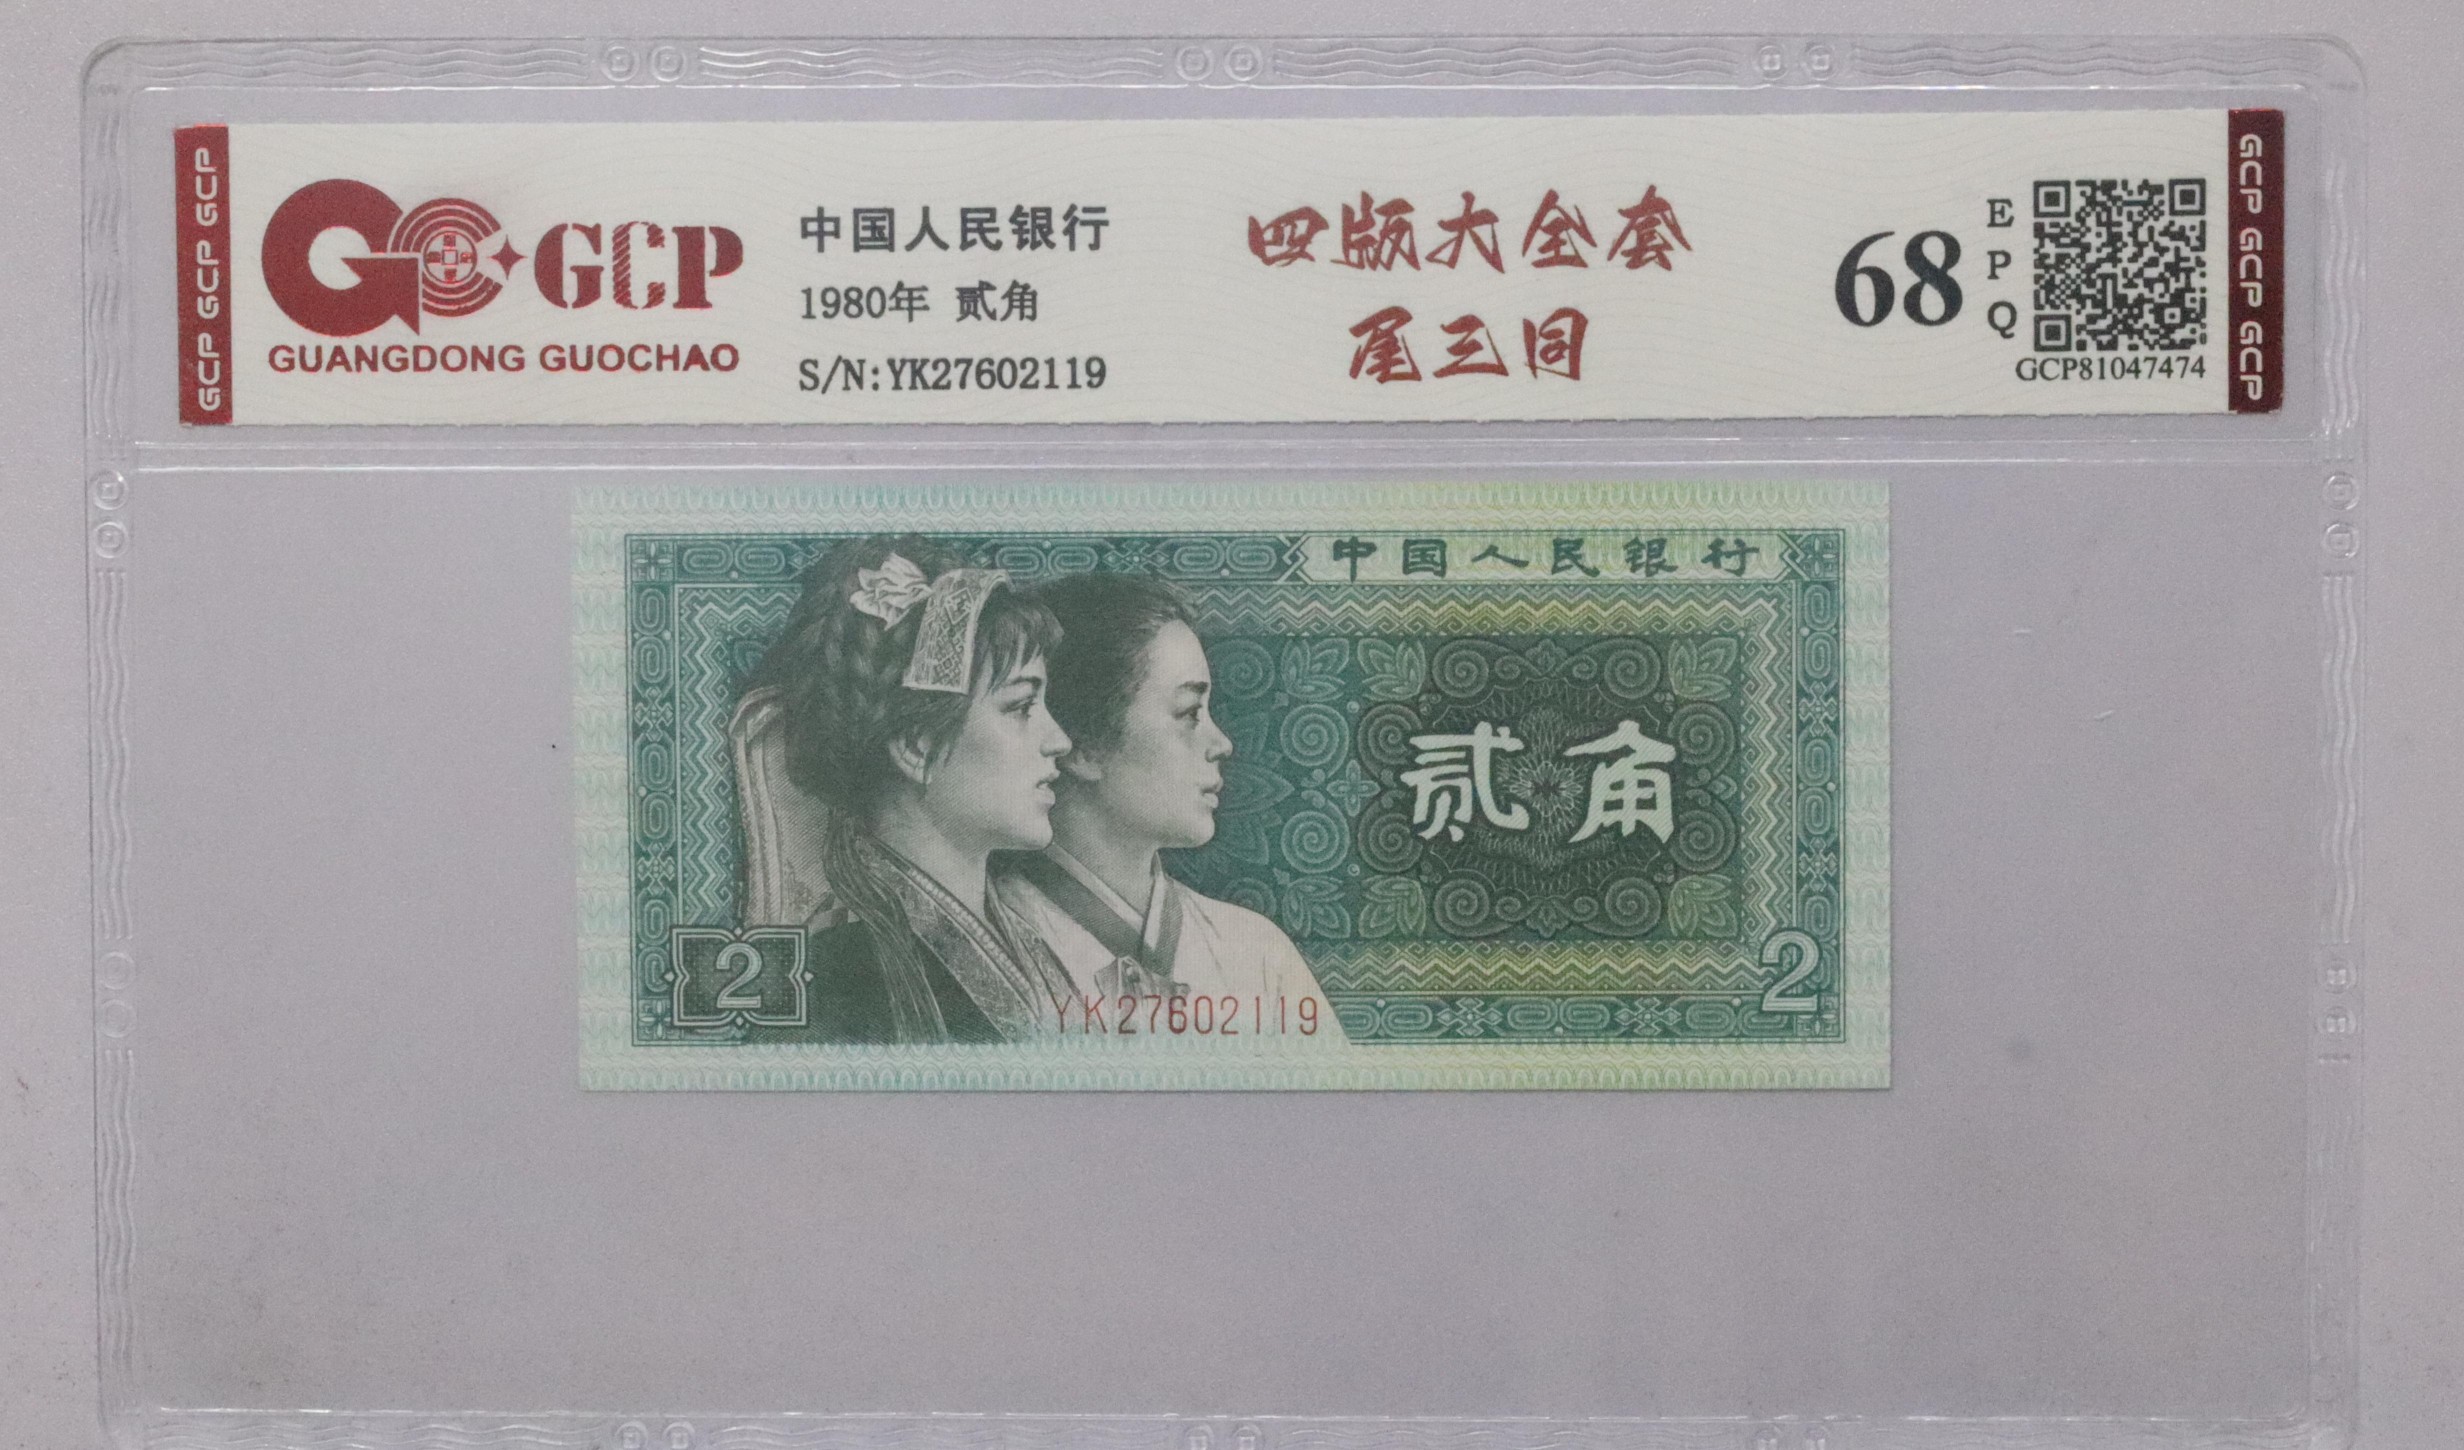 GCP GCP GCP
GCP
GUANGDONG GUOCHAO
中国人民银行
1980年 贰角
S/N:YK27602119
四版大全套
尾三同
68
EPQ
GCP81047474
GCP GCP GCP
中国人民银行
贰角
2
2
YK27602119